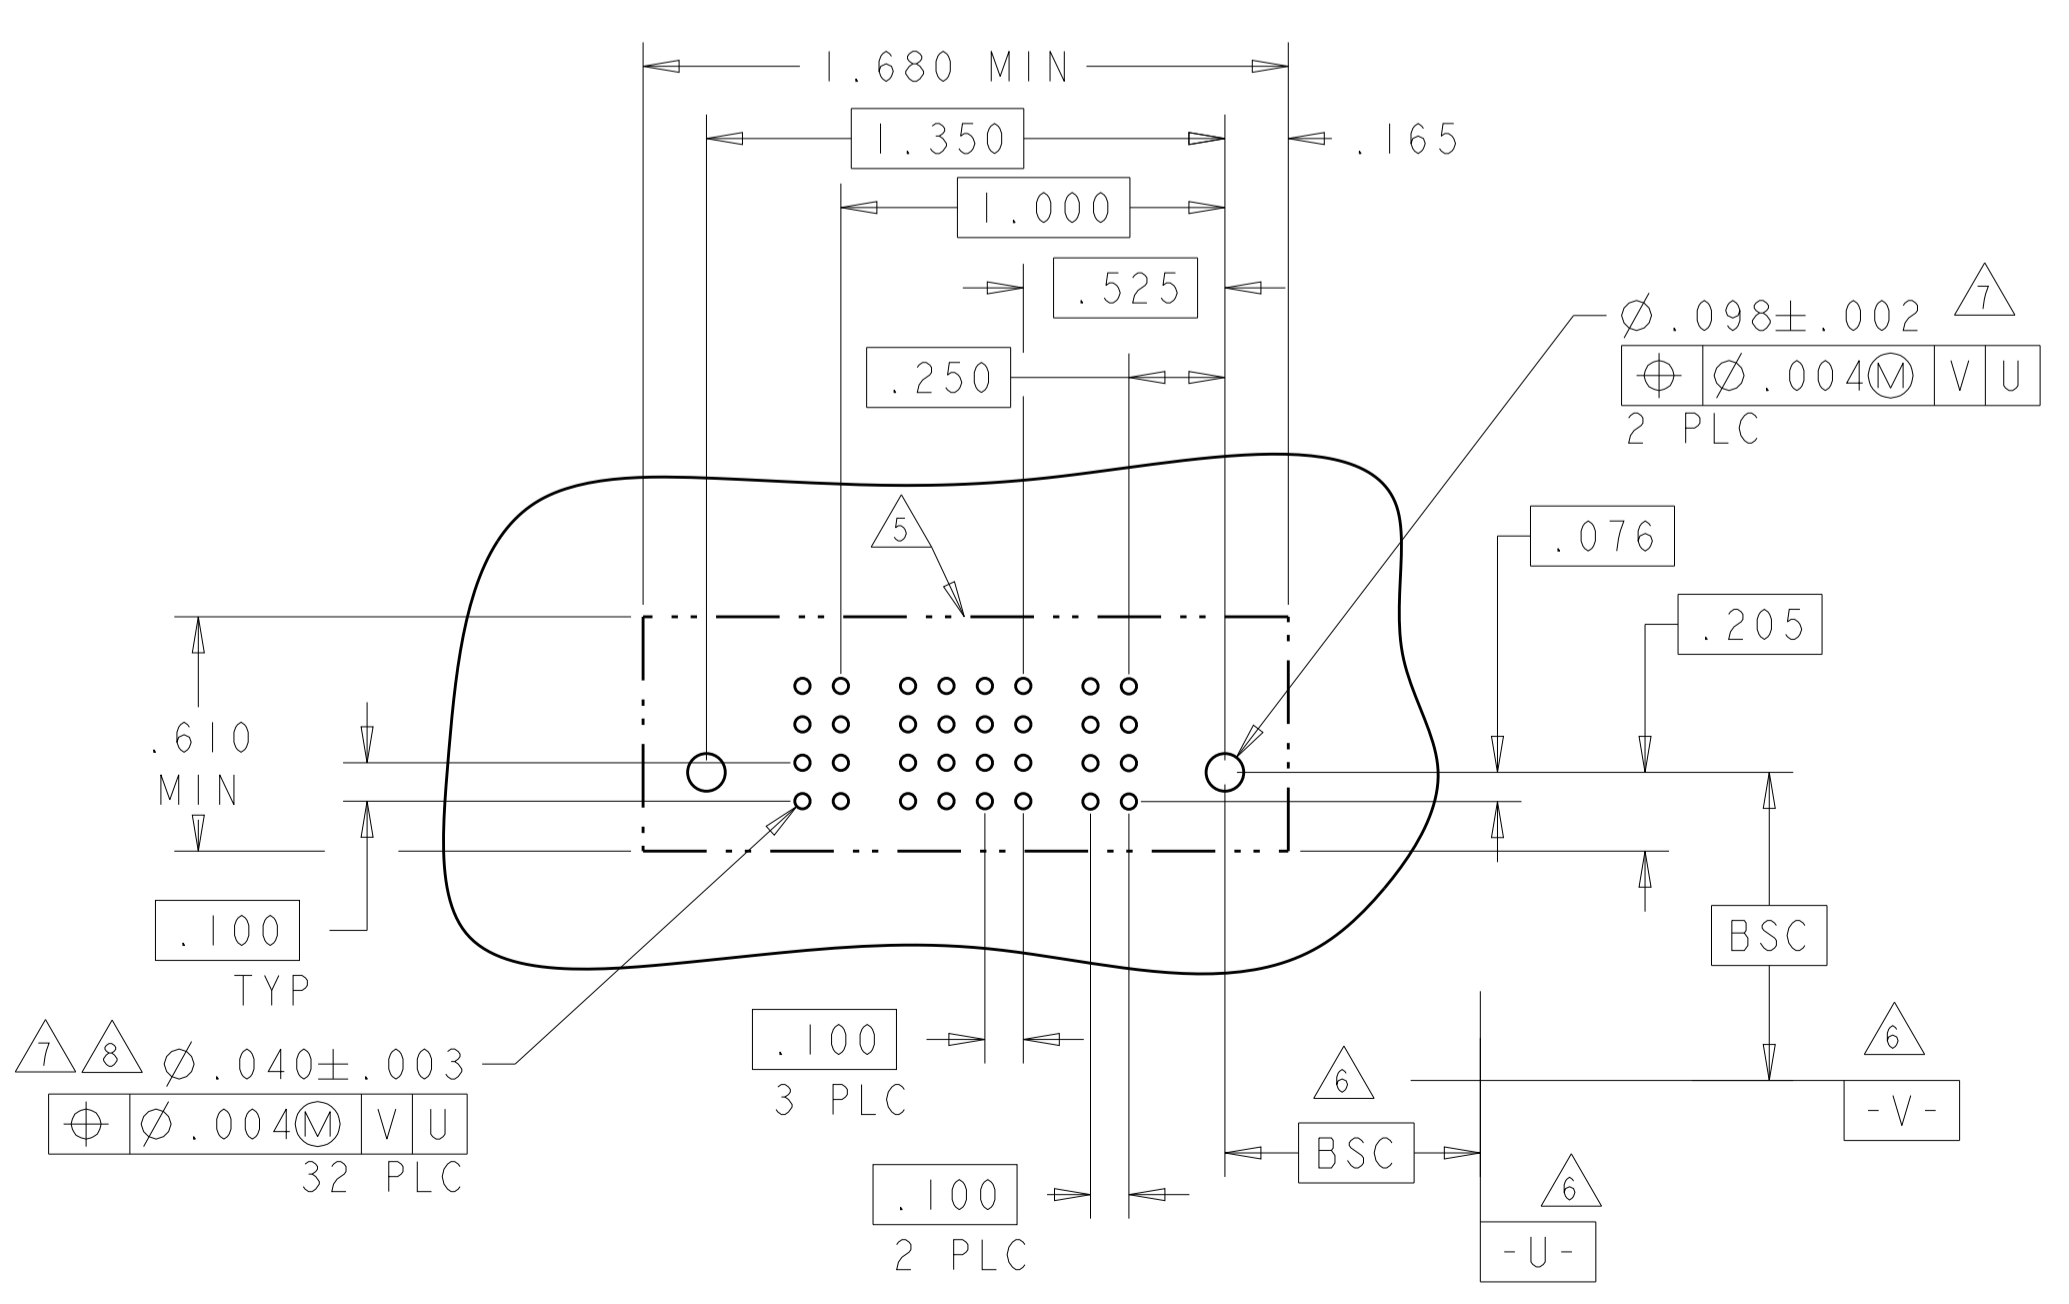 1.680 MIN
1.350
.165
1.000
.525
7
⌀.098±.002
.250
⌖ ⌀.004Ⓜ V U
2 PLC
5
.076
.205
.610
MIN
.100
TYP
BSC
7 8 ⌀.040±.003
.100
3 PLC
6
6
⌖ ⌀.004Ⓜ V U
32 PLC
-V-
BSC
.100
2 PLC
6
-U-